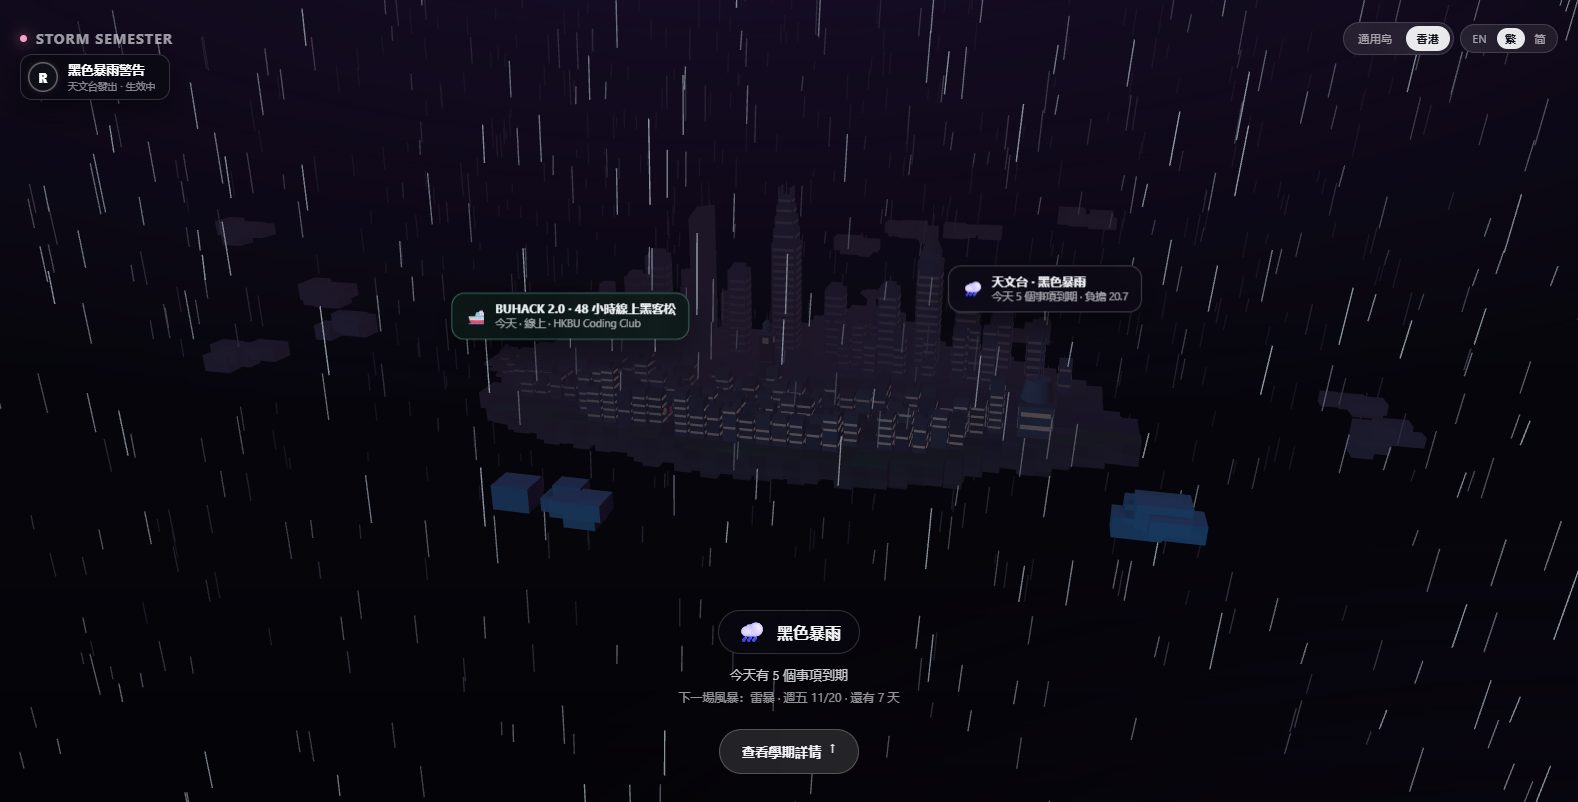 STORM SEMESTER
R
黑色暴雨警告
天文台發出 · 生效中
通用島
香港
EN
繁
简
BUHACK 2.0 · 48 小時線上黑客松
今天 · 線上 · HKBU Coding Club
天文台 · 黑色暴雨
今天 5 個事項到期 · 負擔 20.7
黑色暴雨
今天有 5 個事項到期
下一場風暴：雷暴 · 週五 11/20 · 還有 7 天
查看學期詳情 ↑